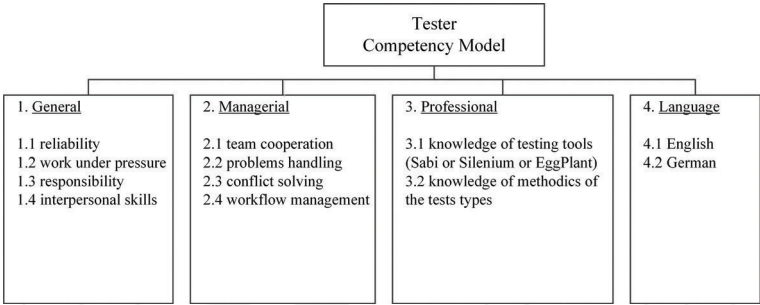 Tester
Competency Model
1. General
1.1 reliability
1.2 work under pressure
1.3 responsibility
1.4 interpersonal skills
2. Managerial
2.1 team cooperation
2.2 problems handling
2.3 conflict solving
2.4 workflow management
3. Professional
3.1 knowledge of testing tools
(Sabi or Silenium or EggPlant)
3.2 knowledge of methodics of
the tests types
4. Language
4.1 English
4.2 German